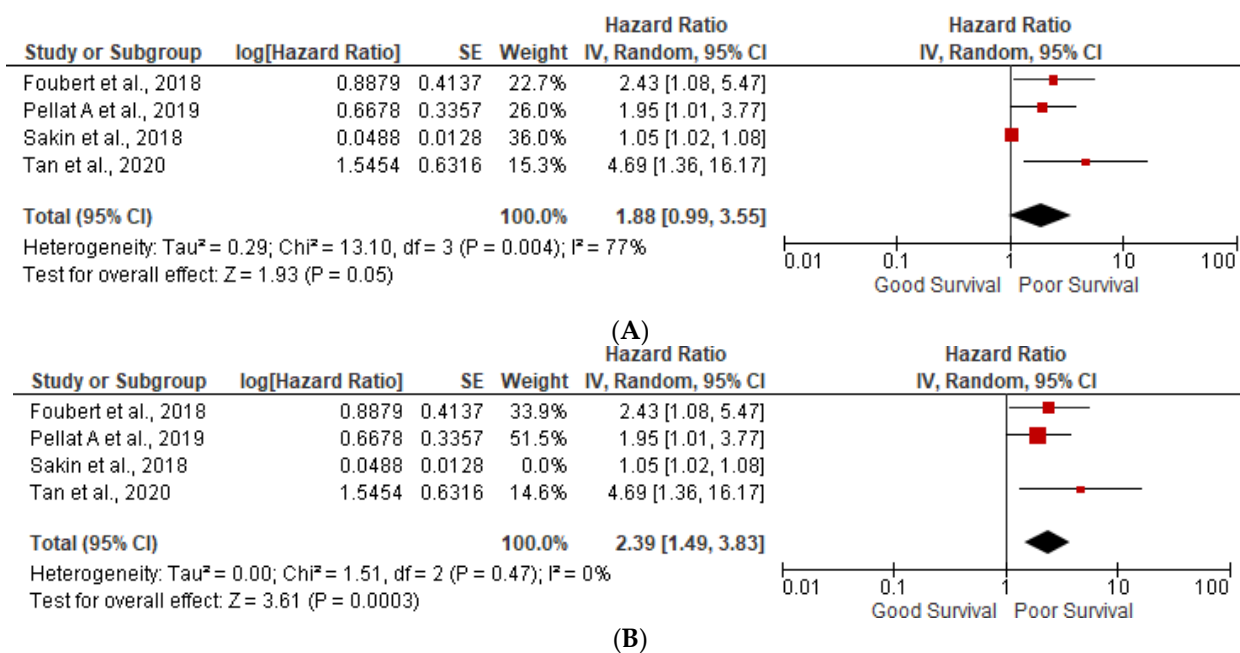 Hazard Ratio Hazard Ratio
Study or Subgroup log[Hazard Ratio] SE Weight IV, Random, 95% CI IV, Random, 95% CI
Foubert et al., 2018 0.8879 0.4137 22.7% 2.43 [1.08, 5.47]
Pellat A et al., 2019 0.6678 0.3357 26.0% 1.95 [1.01, 3.77]
Sakin et al., 2018 0.0488 0.0128 36.0% 1.05 [1.02, 1.08]
Tan et al., 2020 1.5454 0.6316 15.3% 4.69 [1.36, 16.17]
Total (95% CI) 100.0% 1.88 [0.99, 3.55]
Heterogeneity: Tau² = 0.29; Chi² = 13.10, df = 3 (P = 0.004); I² = 77%
Test for overall effect: Z = 1.93 (P = 0.05)
0.01 0.1 1 10 100
Good Survival Poor Survival
(A)
Hazard Ratio Hazard Ratio
Study or Subgroup log[Hazard Ratio] SE Weight IV, Random, 95% CI IV, Random, 95% CI
Foubert et al., 2018 0.8879 0.4137 33.9% 2.43 [1.08, 5.47]
Pellat A et al., 2019 0.6678 0.3357 51.5% 1.95 [1.01, 3.77]
Sakin et al., 2018 0.0488 0.0128 0.0% 1.05 [1.02, 1.08]
Tan et al., 2020 1.5454 0.6316 14.6% 4.69 [1.36, 16.17]
Total (95% CI) 100.0% 2.39 [1.49, 3.83]
Heterogeneity: Tau² = 0.00; Chi² = 1.51, df = 2 (P = 0.47); I² = 0%
Test for overall effect: Z = 3.61 (P = 0.0003)
0.01 0.1 1 10 100
Good Survival Poor Survival
(B)